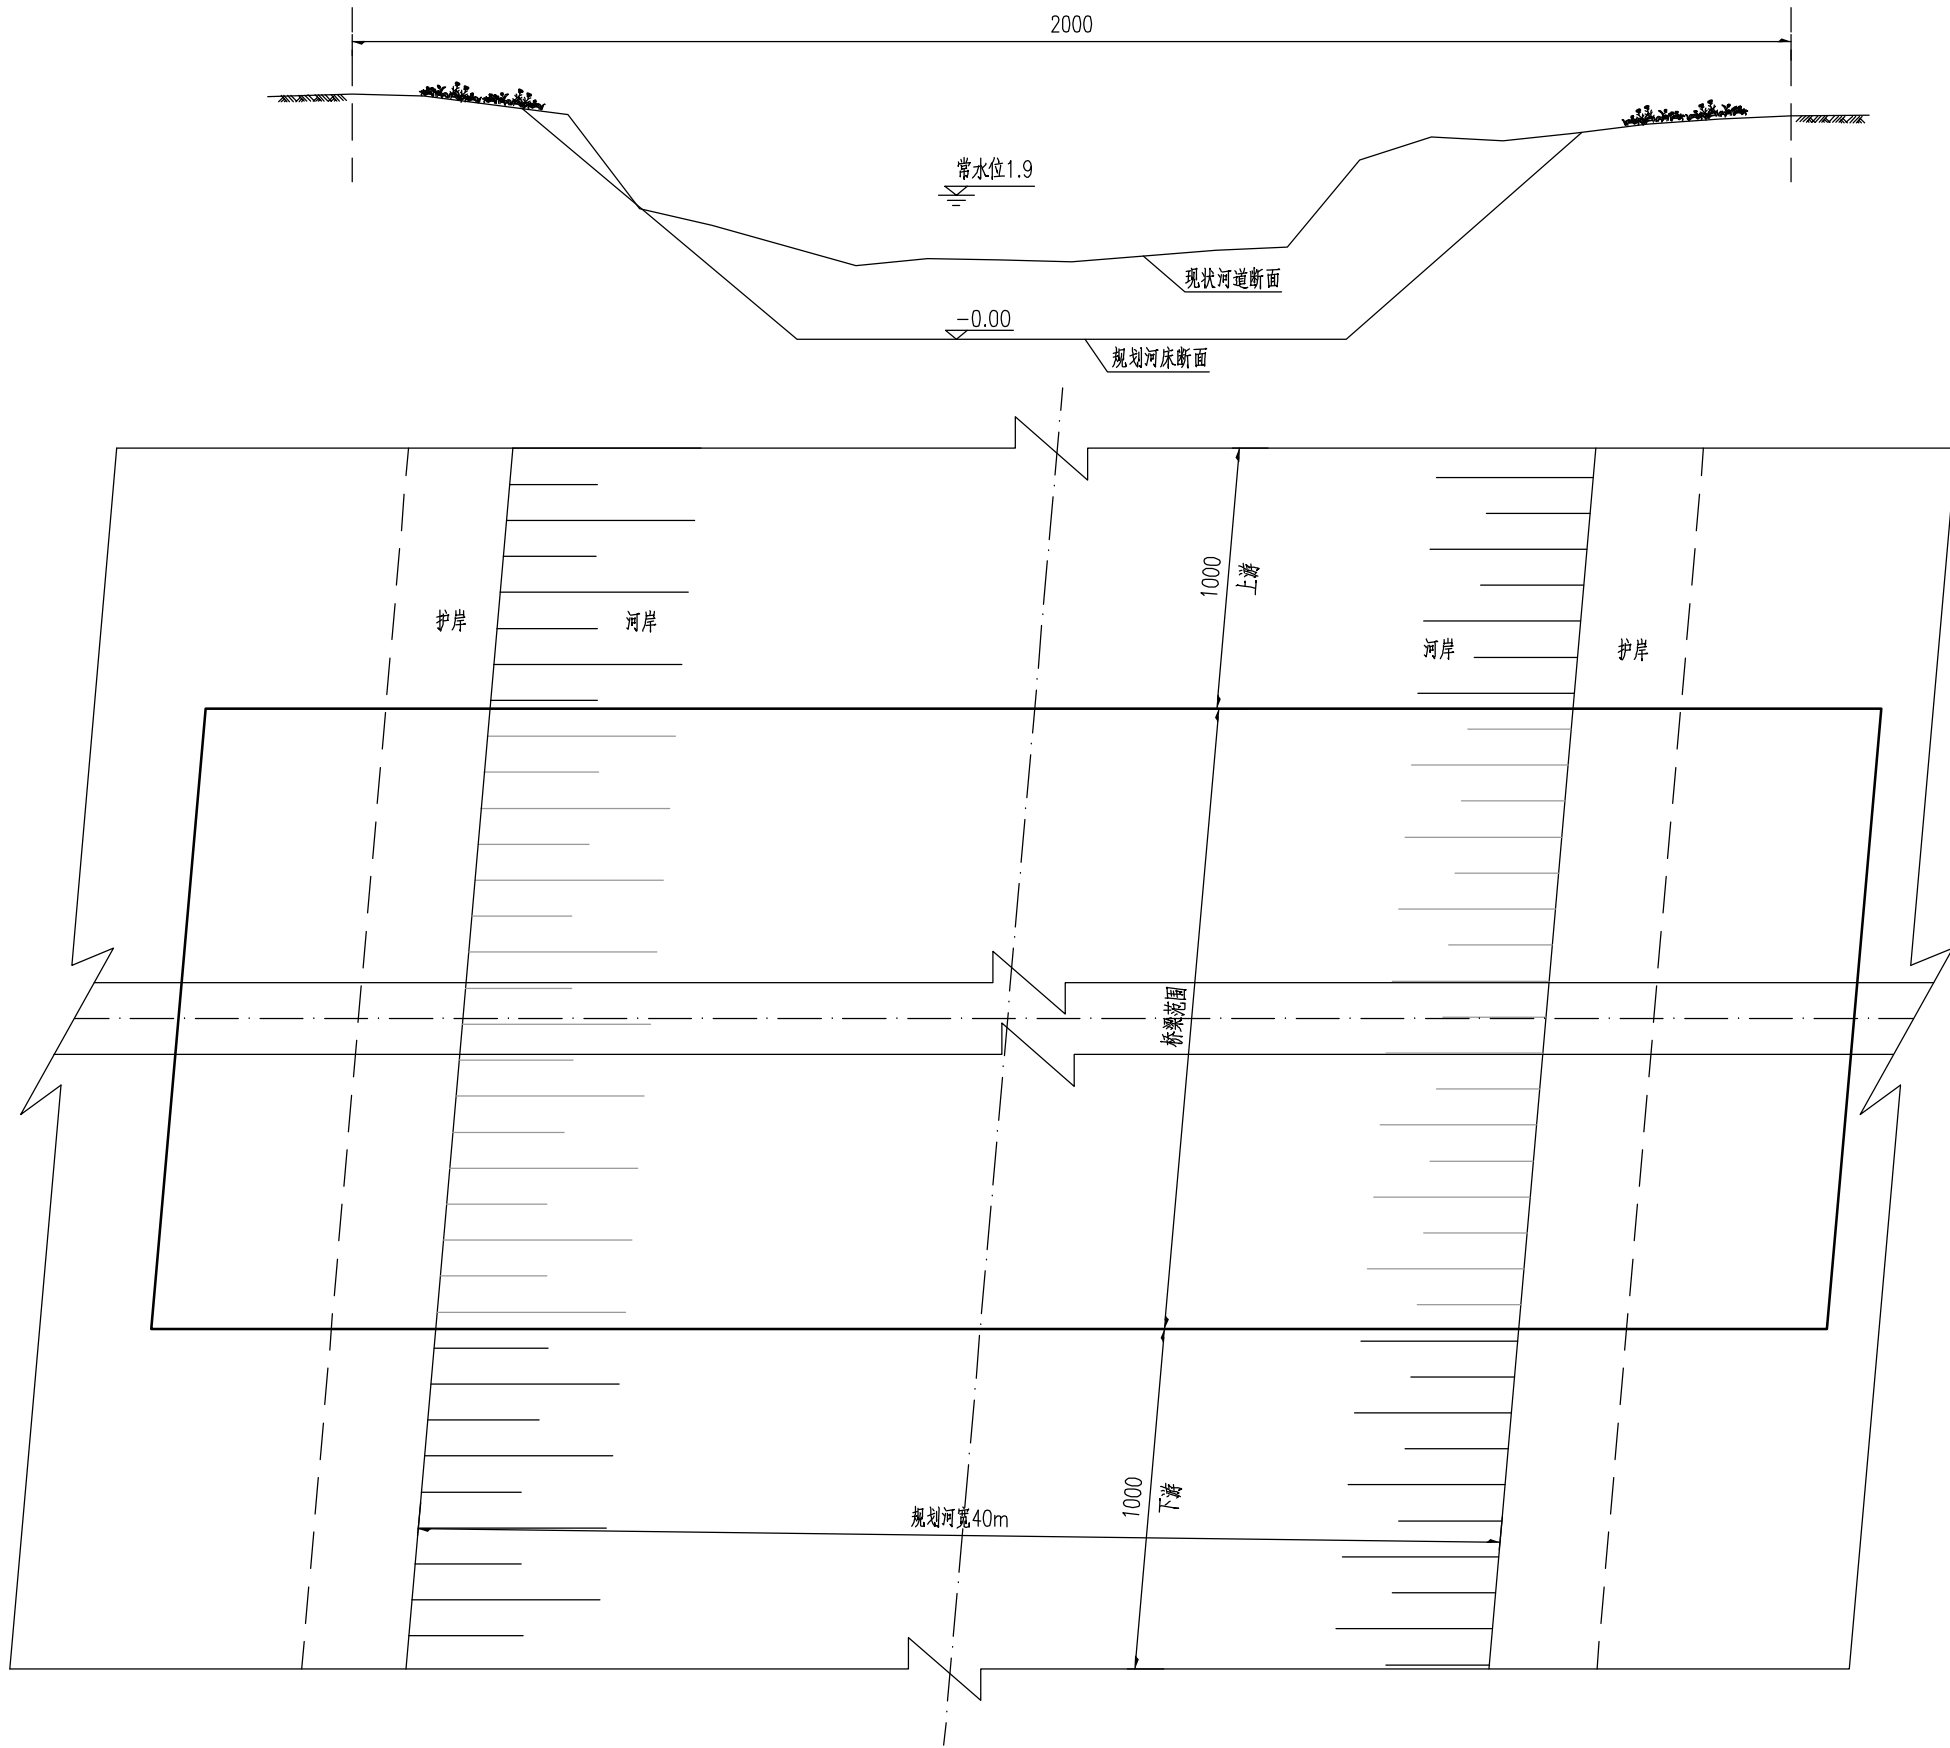 2000
常水位1.9
现状河道断面
-0.00
规划河床断面
1000
上游
护岸
河岸
河岸
护岸
桥梁范围
1000
下游
规划河宽40m